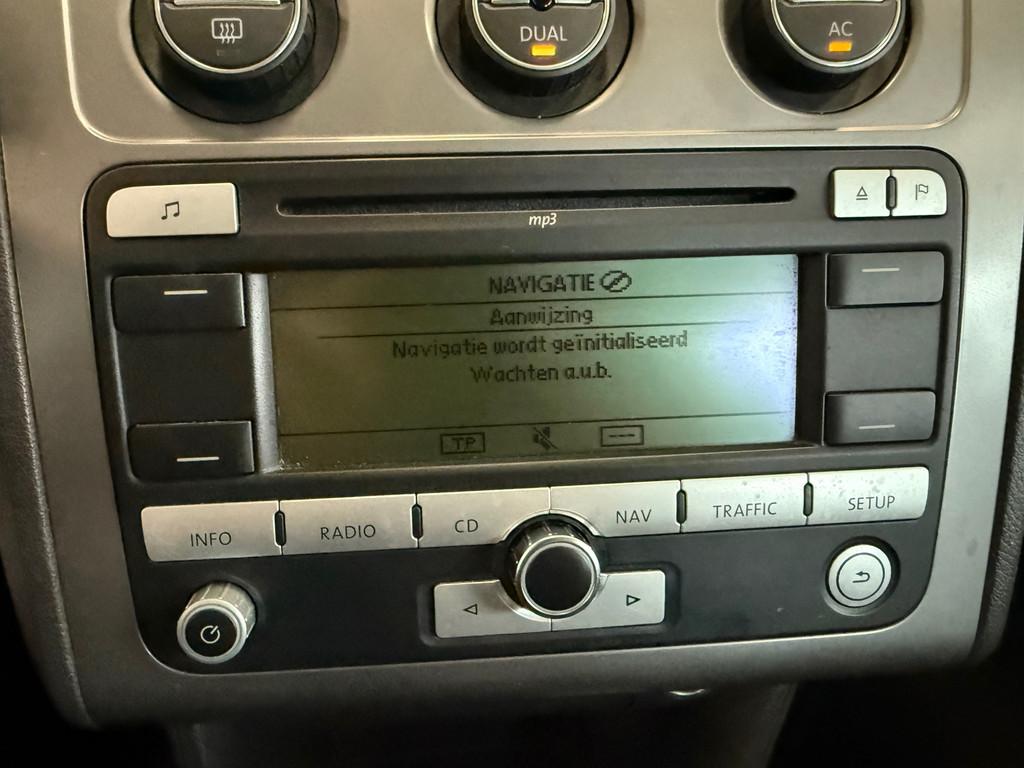 DUAL
AC
mp3
NAVIGATIE
Aanwijzing
Navigatie wordt geïnitialiseerd
Wachten a.u.b.
TP
---
INFO
RADIO
CD
NAV
TRAFFIC
SETUP